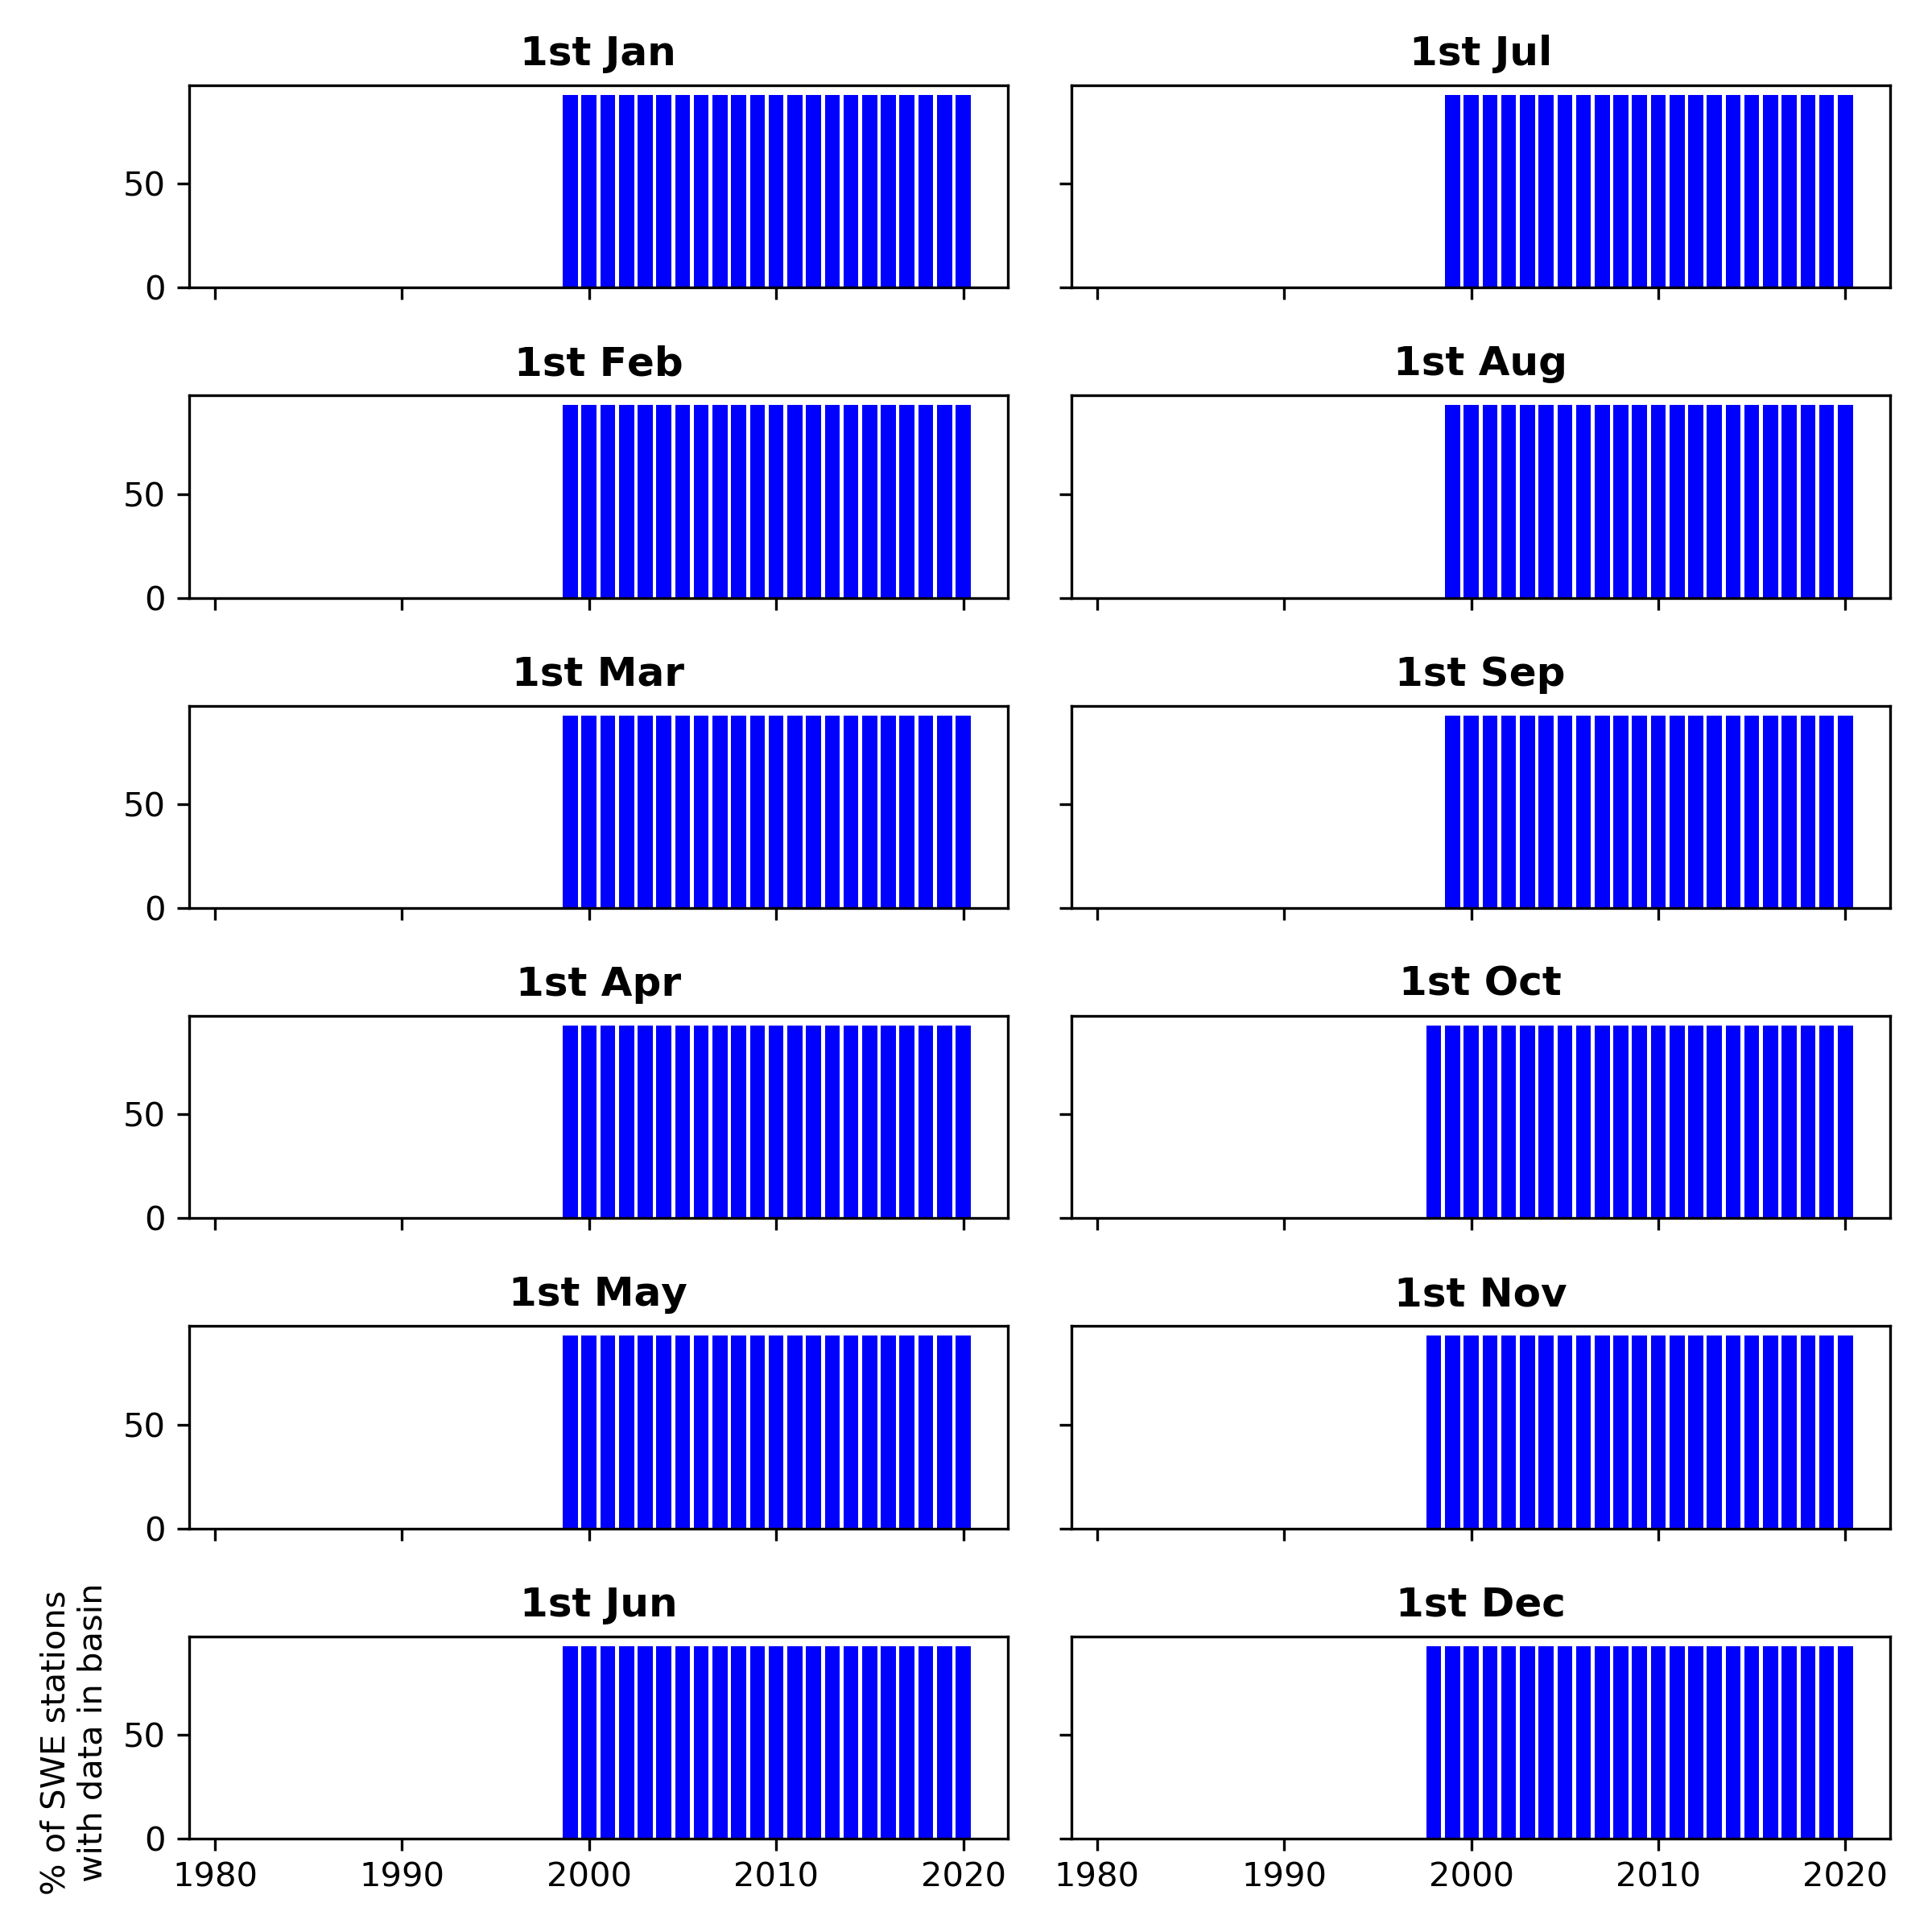 1st Jan
1st Jul
50
0
1st Feb
1st Aug
50
0
1st Mar
1st Sep
50
0
1st Apr
1st Oct
50
0
1st May
1st Nov
50
0
1st Jun
1st Dec
% of SWE stations
with data in basin
50
0
1980 1990 2000 2010 2020 1980 1990 2000 2010 2020